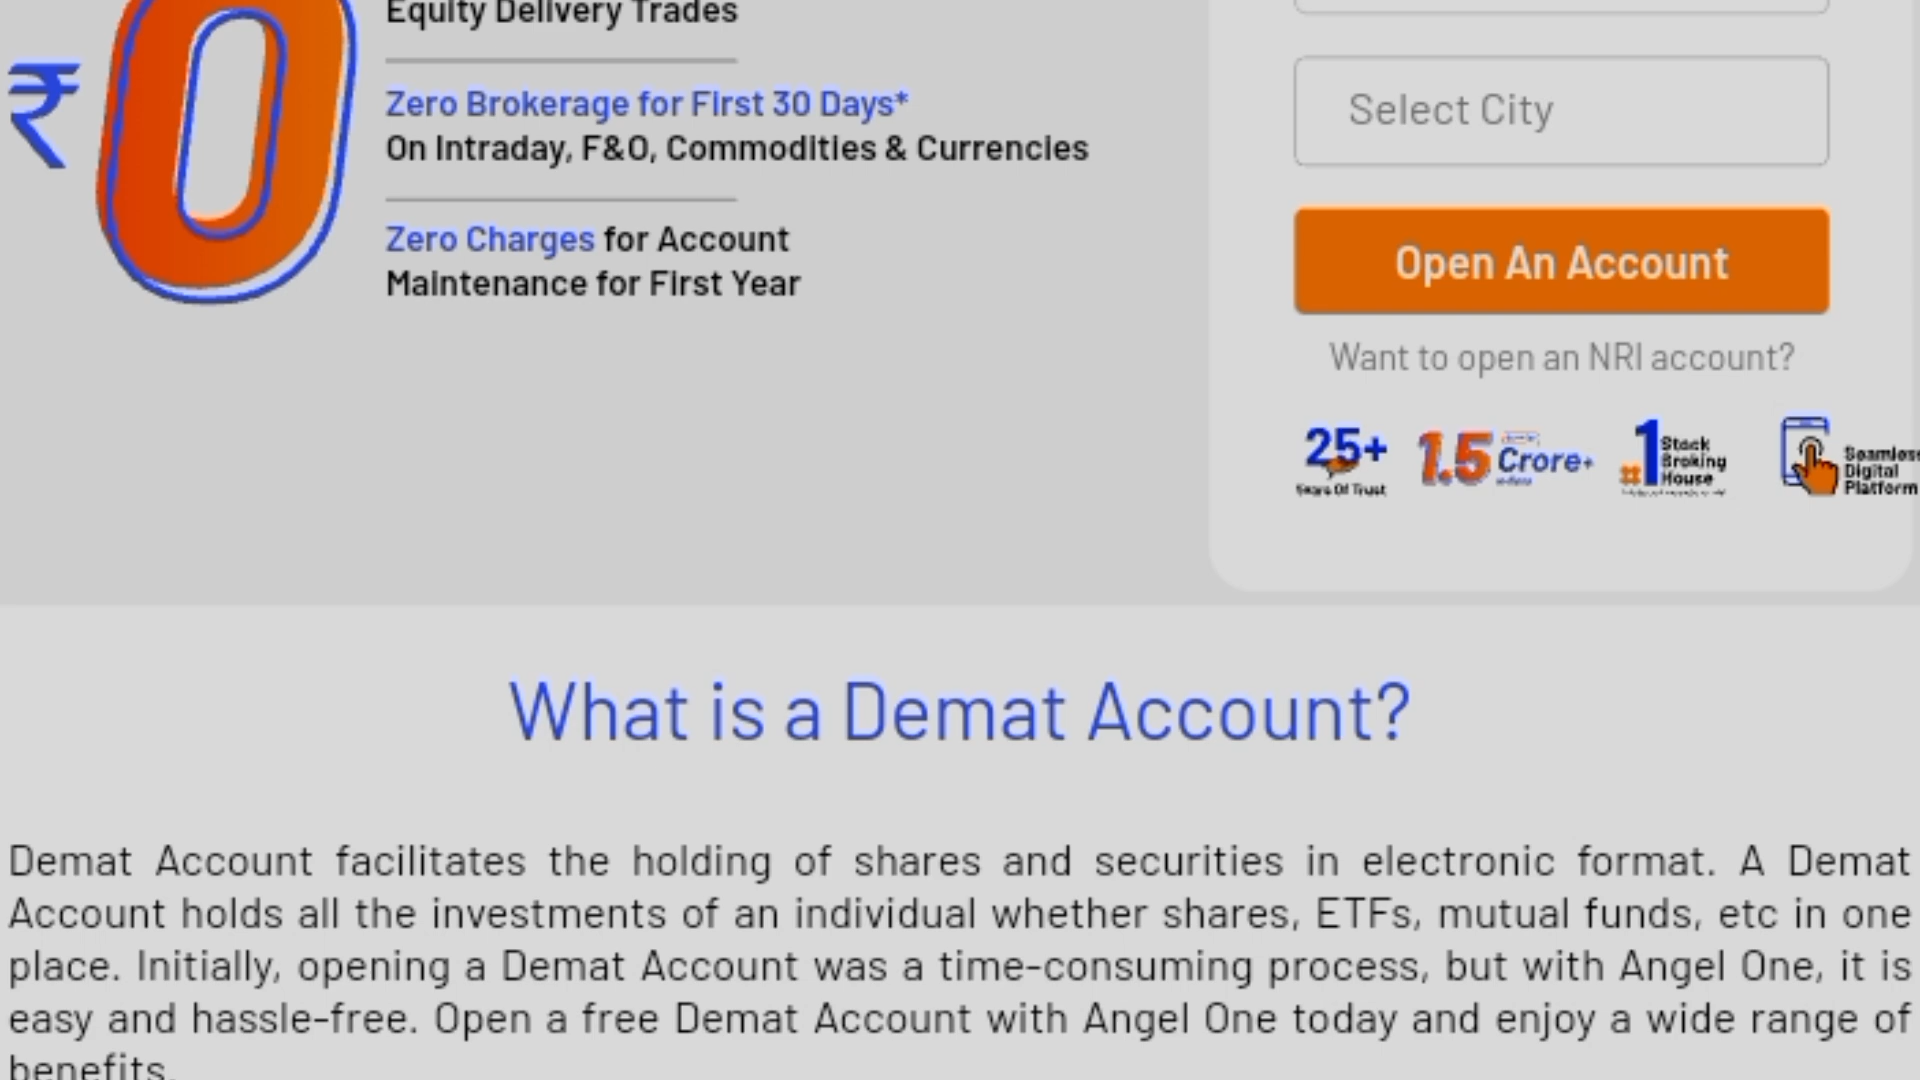 ₹0
Equity Delivery Trades
Zero Brokerage for First 30 Days*
On Intraday, F&O, Commodities & Currencies
Zero Charges for Account
Maintenance for First Year
Select City
Open An Account
Want to open an NRI account?
25+
Years Of Trust
1.5 Crore+
#1 Stock
Broking
House
Seamless
Digital
Platform
What is a Demat Account?
Demat Account facilitates the holding of shares and securities in electronic format. A Demat
Account holds all the investments of an individual whether shares, ETFs, mutual funds, etc in one
place. Initially, opening a Demat Account was a time-consuming process, but with Angel One, it is
easy and hassle-free. Open a free Demat Account with Angel One today and enjoy a wide range of
benefits.